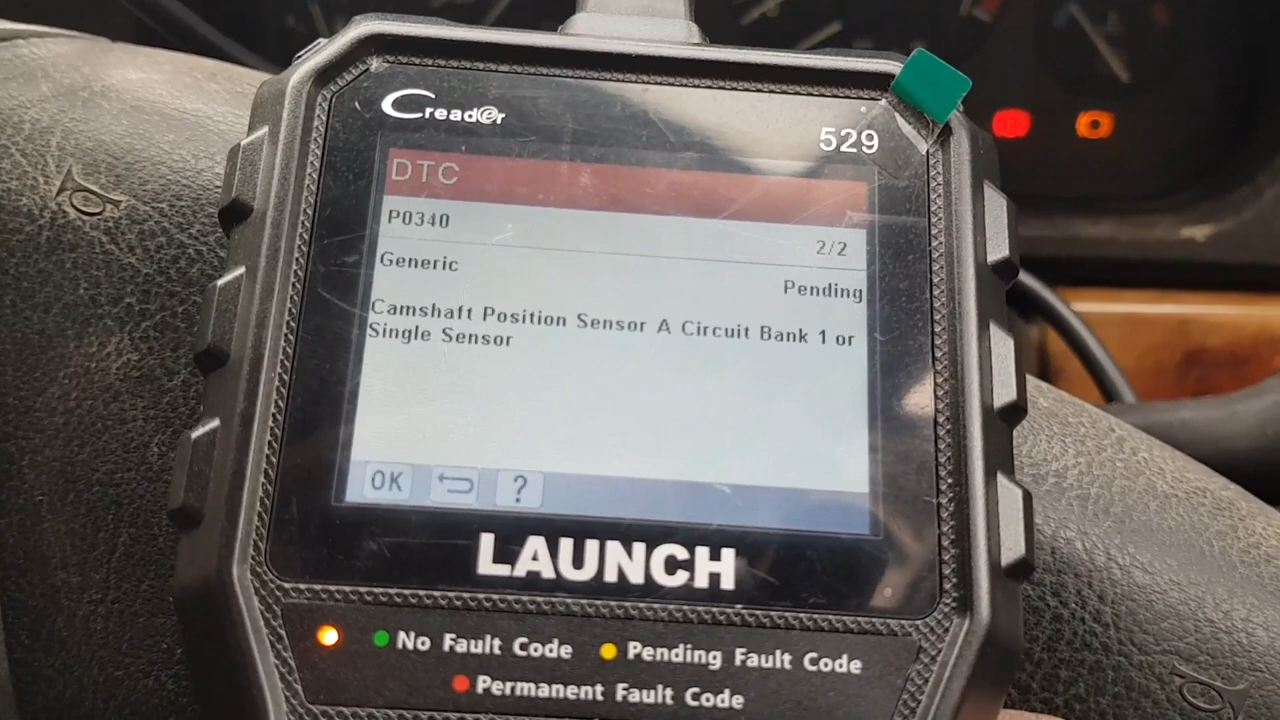 Creader
529
DTC
P0340
2/2
Generic
Pending
Camshaft Position Sensor A Circuit Bank 1 or
Single Sensor
OK
?
LAUNCH
No Fault Code
Pending Fault Code
Permanent Fault Code